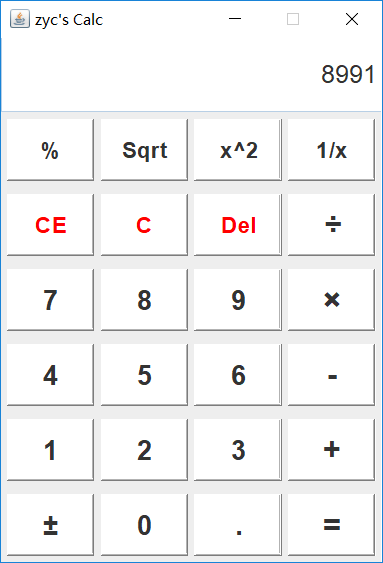 zyc's Calc
8991
% Sqrt x^2 1/x
CE C Del ÷
7 8 9 ×
4 5 6 -
1 2 3 +
± 0 . =